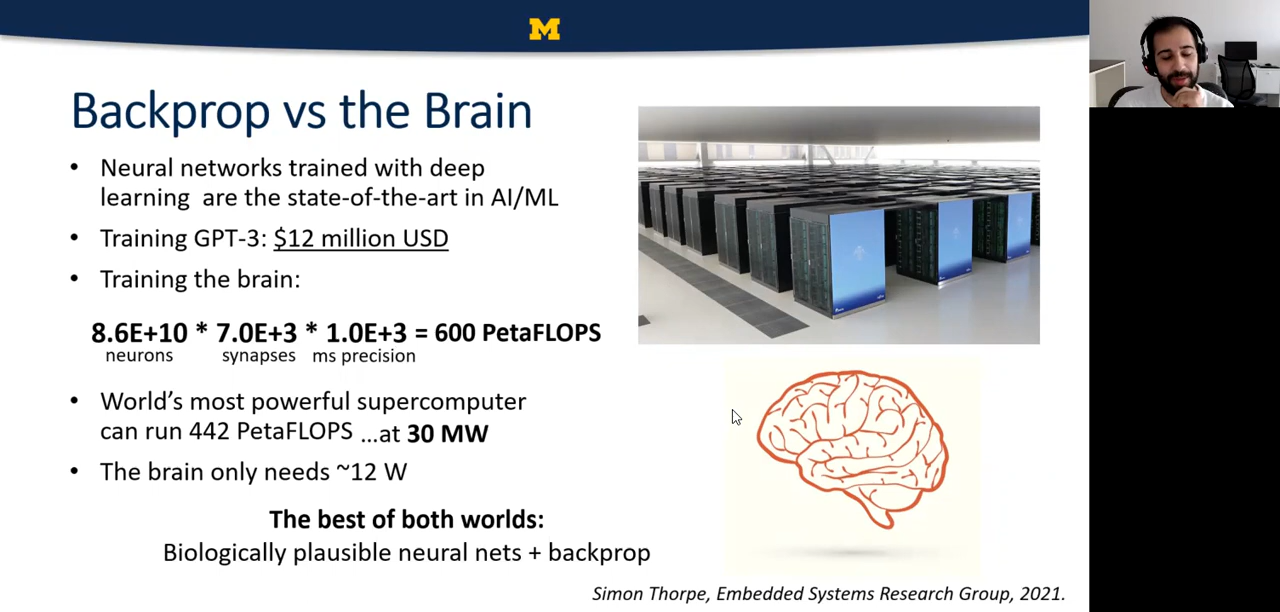 M
Backprop vs the Brain
• Neural networks trained with deep
learning are the state-of-the-art in AI/ML
• Training GPT-3: $12 million USD
• Training the brain:
8.6E+10 * 7.0E+3 * 1.0E+3 = 600 PetaFLOPS
neurons synapses ms precision
• World's most powerful supercomputer
can run 442 PetaFLOPS ...at 30 MW
• The brain only needs ~12 W
The best of both worlds:
Biologically plausible neural nets + backprop
Simon Thorpe, Embedded Systems Research Group, 2021.